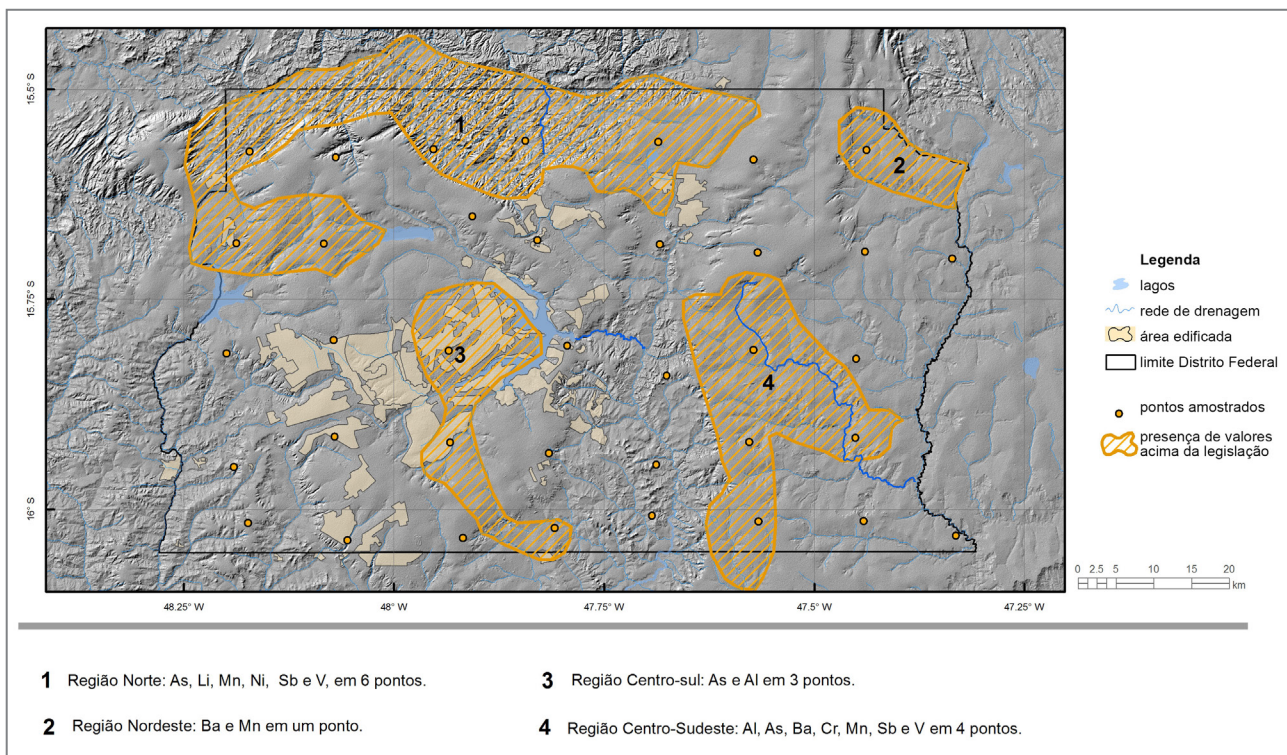 15.5° S
15.75° S
16° S
48.25° W
48° W
47.75° W
47.5° W
47.25° W
1
2
3
4
Legenda
lagos
rede de drenagem
área edificada
limite Distrito Federal
pontos amostrados
presença de valores
acima da legislação
0 2.5 5 10 15 20
km
1 Região Norte: As, Li, Mn, Ni, Sb e V, em 6 pontos.
2 Região Nordeste: Ba e Mn em um ponto.
3 Região Centro-sul: As e Al em 3 pontos.
4 Região Centro-Sudeste: Al, As, Ba, Cr, Mn, Sb e V em 4 pontos.